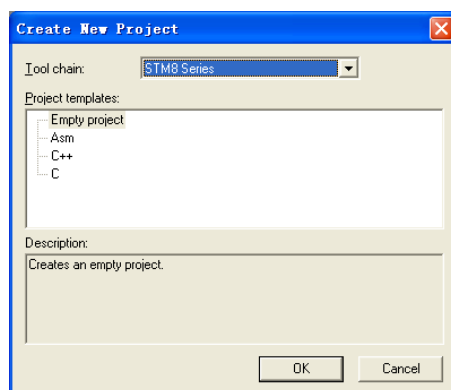 Create New Project
Tool chain: STM8 Series
Project templates:
Empty project
Asm
C++
C
Description:
Creates an empty project.
OK Cancel